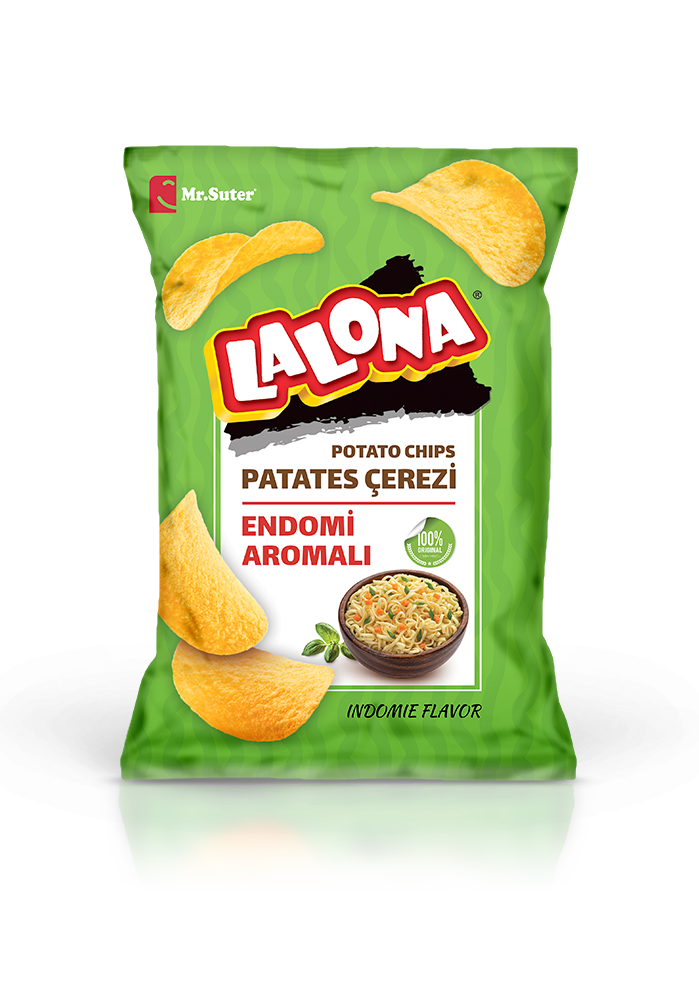 Mr.Suter®
LALONA®
POTATO CHIPS
PATATES ÇEREZİ
ENDOMİ
AROMALI
100%
ORIGINAL
INDOMIE FLAVOR